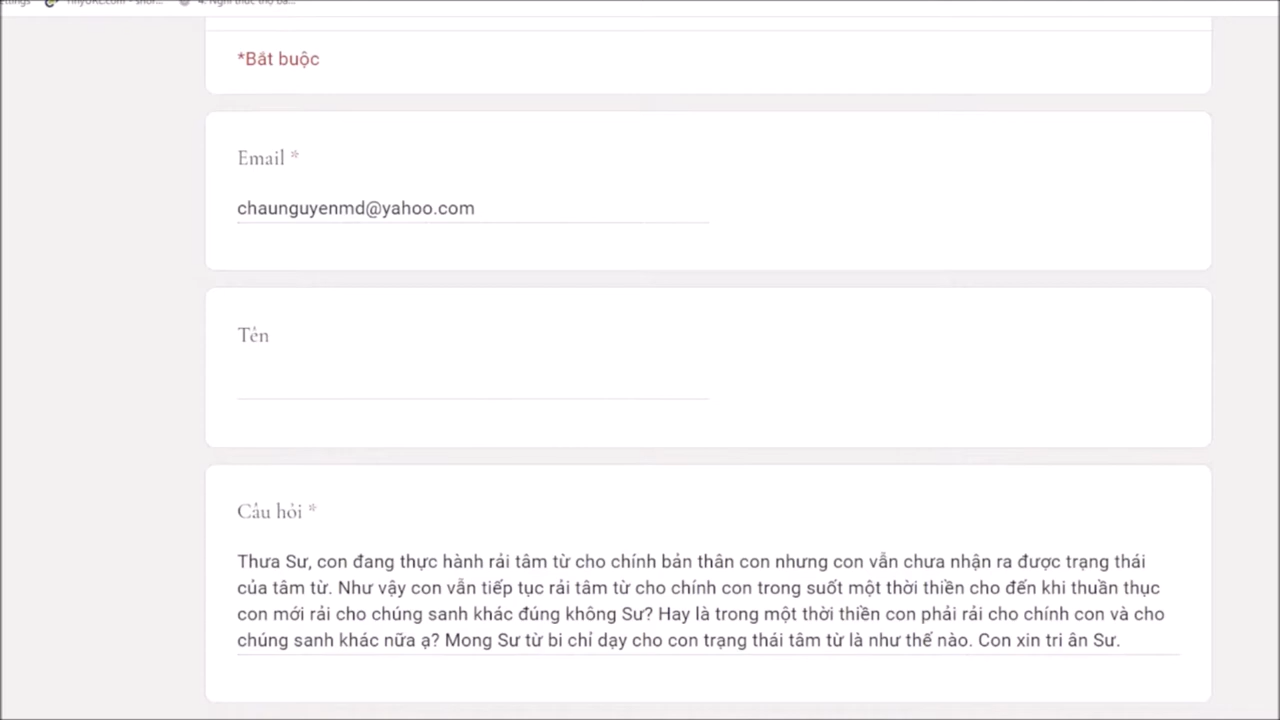 *Bắt buộc
Email *
chaunguyenmd@yahoo.com
Tên
Câu hỏi *
Thưa Sư, con đang thực hành rải tâm từ cho chính bản thân con nhưng con vẫn chưa nhận ra được trạng thái
của tâm từ. Như vậy con vẫn tiếp tục rải tâm từ cho chính con trong suốt một thời thiền cho đến khi thuần thục
con mới rải cho chúng sanh khác đúng không Sư? Hay là trong một thời thiền con phải rải cho chính con và cho
chúng sanh khác nữa ạ? Mong Sư từ bi chỉ dạy cho con trạng thái tâm từ là như thế nào. Con xin tri ân Sư.